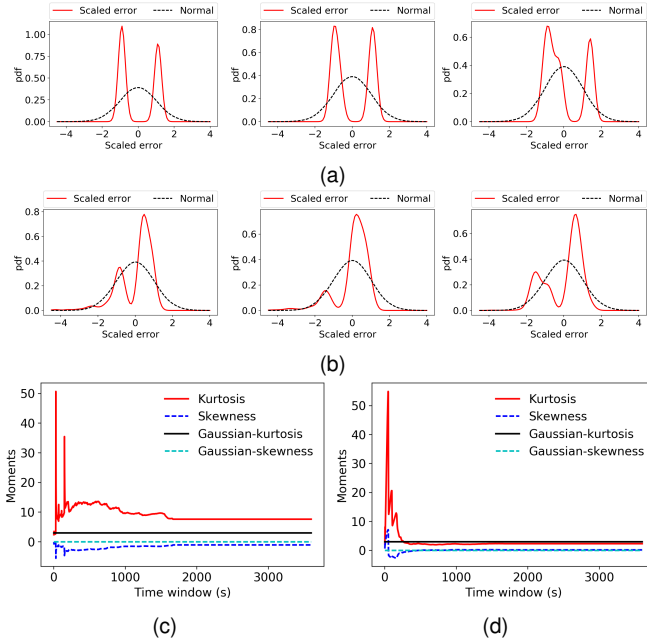 Scaled error Normal Scaled error Normal Scaled error Normal
pdf 1.00 0.75 0.50 0.25 0.00 pdf 0.8 0.6 0.4 0.2 0.0 pdf 0.6 0.4 0.2 0.0
−4 −2 0 2 4 −4 −2 0 2 4 −4 −2 0 2 4
Scaled error Scaled error Scaled error
(a)
Scaled error Normal Scaled error Normal Scaled error Normal
pdf 0.8 0.6 0.4 0.2 0.0 pdf 0.6 0.4 0.2 0.0 pdf 0.6 0.4 0.2 0.0
−4 −2 0 2 4 −4 −2 0 2 4 −4 −2 0 2 4
Scaled error Scaled error Scaled error
(b)
Moments 50 40 30 20 10 0
Kurtosis
Skewness
Gaussian-kurtosis
Gaussian-skewness
0 1000 2000 3000
Time window (s)
(c)
Moments 50 40 30 20 10 0
Kurtosis
Skewness
Gaussian-kurtosis
Gaussian-skewness
0 1000 2000 3000
Time window (s)
(d)